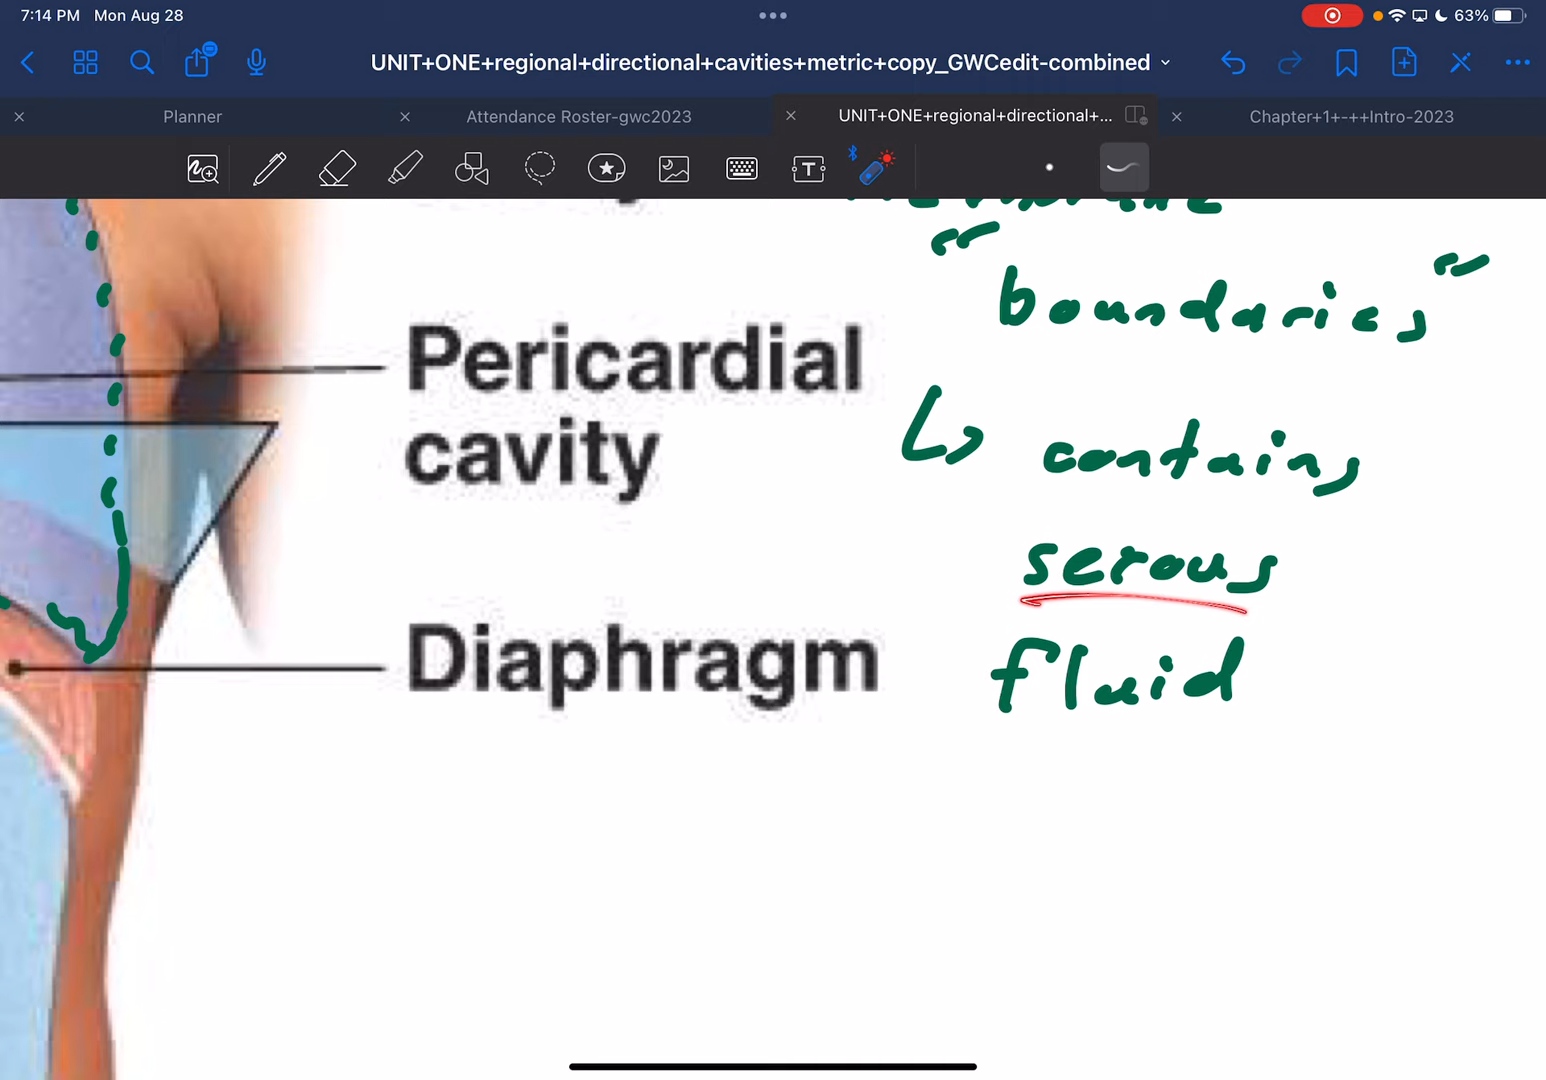 7:14 PM Mon Aug 28
63%
UNIT+ONE+regional+directional+cavities+metric+copy_GWCedit-combined
Planner
Attendance Roster-gwc2023
UNIT+ONE+regional+directional+...
Chapter+1+-++Intro-2023
"boundaries"
Pericardial
cavity
contains
serous
Diaphragm
fluid